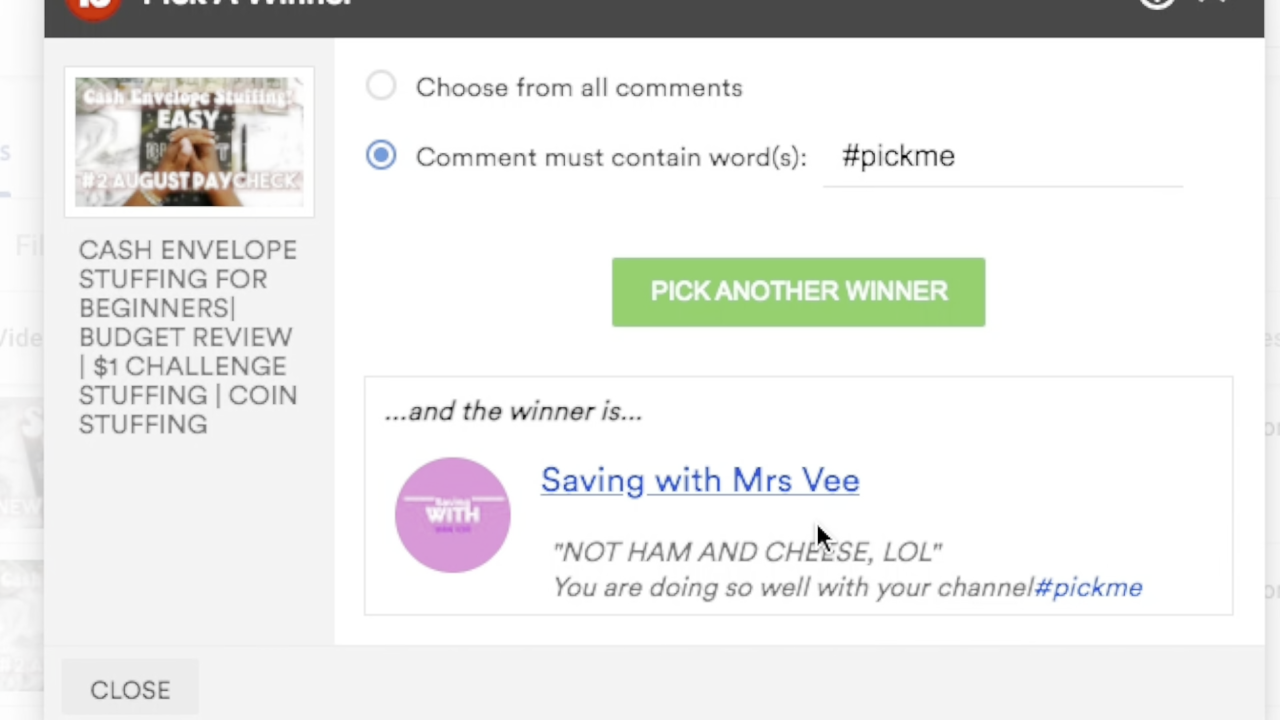 Pick A Winner
Choose from all comments
Comment must contain word(s): #pickme
Cash Envelope Stuffing!
EASY
#2 AUGUST PAYCHECK
CASH ENVELOPE
STUFFING FOR
BEGINNERS|
BUDGET REVIEW
| $1 CHALLENGE
STUFFING | COIN
STUFFING
PICK ANOTHER WINNER
...and the winner is...
Saving with Mrs Vee
Saving
WITH
"NOT HAM AND CHEESE, LOL"
You are doing so well with your channel#pickme
CLOSE